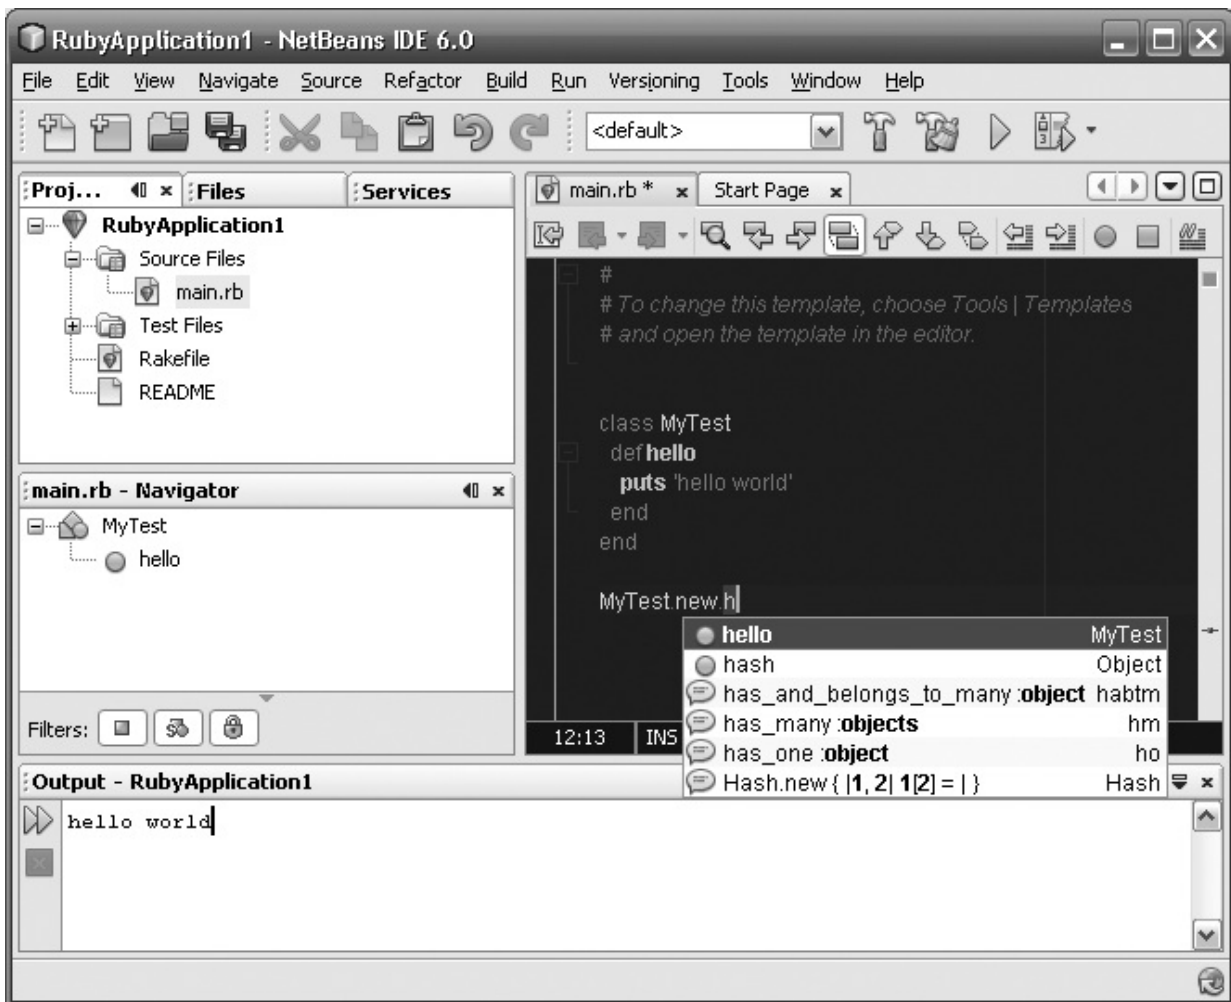 RubyApplication1 - NetBeans IDE 6.0
File Edit View Navigate Source Refactor Build Run Versioning Tools Window Help
<default>
Proj... Files Services
RubyApplication1
Source Files
main.rb
Test Files
Rakefile
README
main.rb - Navigator
MyTest
hello
Filters:
main.rb * Start Page
#
# To change this template, choose Tools | Templates
# and open the template in the editor.
class MyTest
def hello
puts 'hello world'
end
end
MyTest.new.h
hello MyTest
hash Object
has_and_belongs_to_many :object habtm
has_many :objects hm
has_one :object ho
Hash.new { |1, 2| 1[2] = | } Hash
12:13 INS
Output - RubyApplication1
hello world